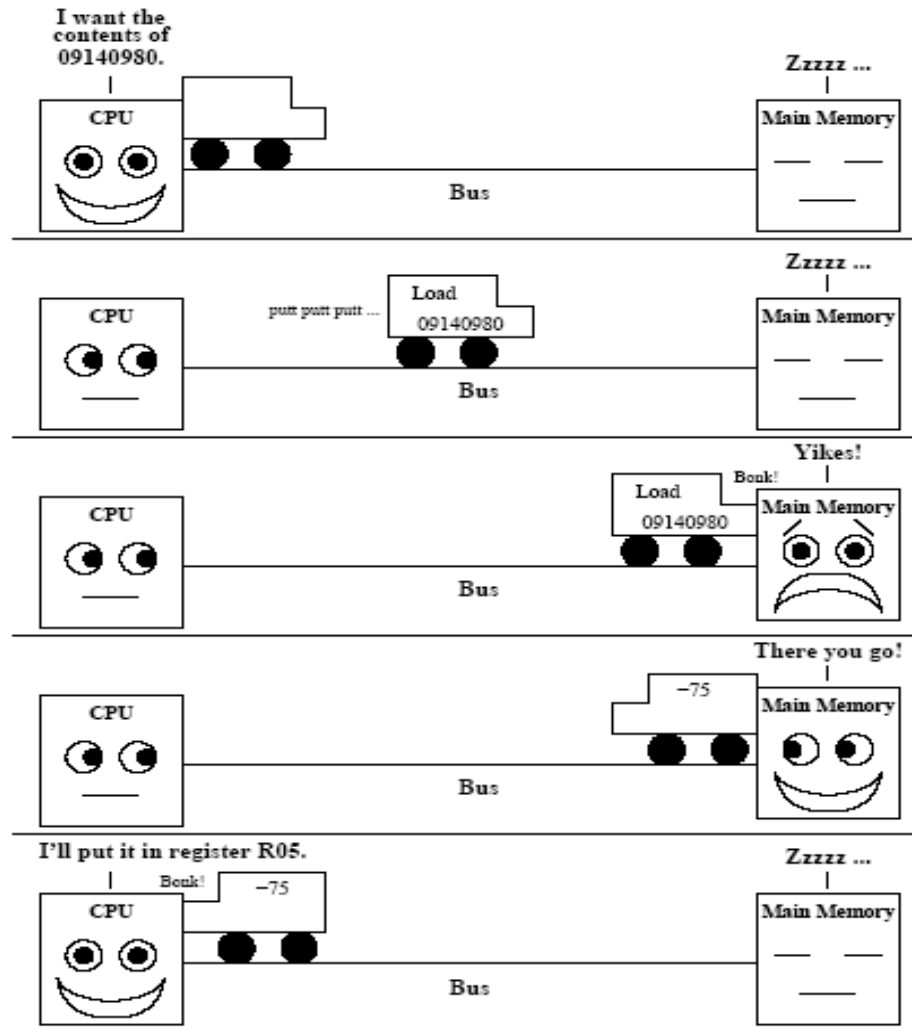 I want the
contents of
09140980.
Zzzzz ...
CPU
Main Memory
Bus
Zzzzz ...
putt putt putt ...
Load
09140980
CPU
Main Memory
Bus
Yikes!
Bonk!
Load
09140980
CPU
Main Memory
Bus
There you go!
−75
CPU
Main Memory
Bus
I'll put it in register R05.
Zzzzz ...
Bonk!
−75
CPU
Main Memory
Bus